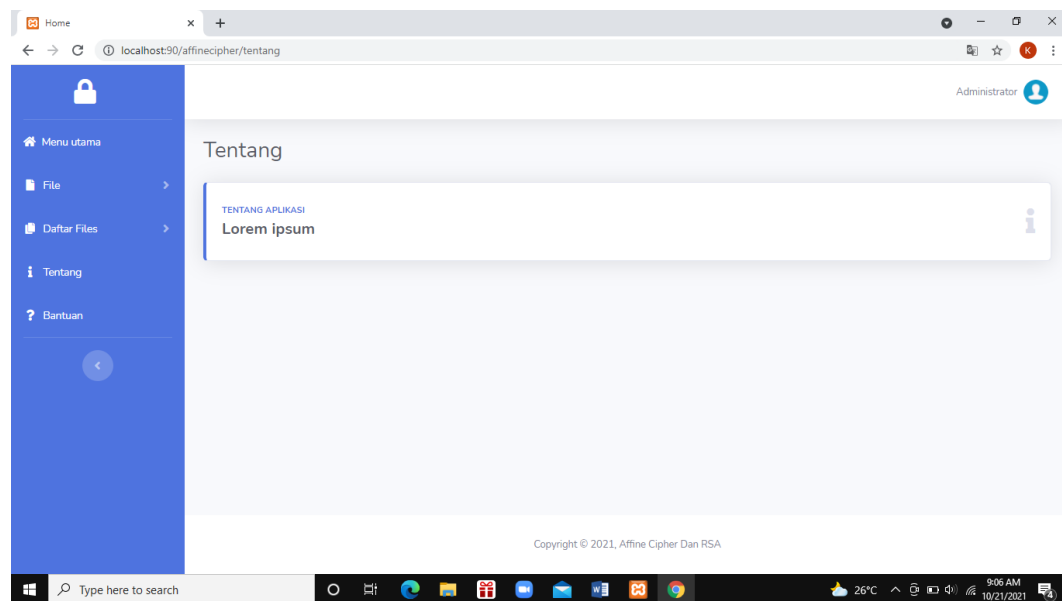 Home
localhost:90/affinecipher/tentang
K
Administrator
Menu utama
File
Daftar Files
Tentang
Bantuan
Tentang
TENTANG APLIKASI
Lorem ipsum
Copyright © 2021, Affine Cipher Dan RSA
Type here to search
26°C
9:06 AM
10/21/2021
4